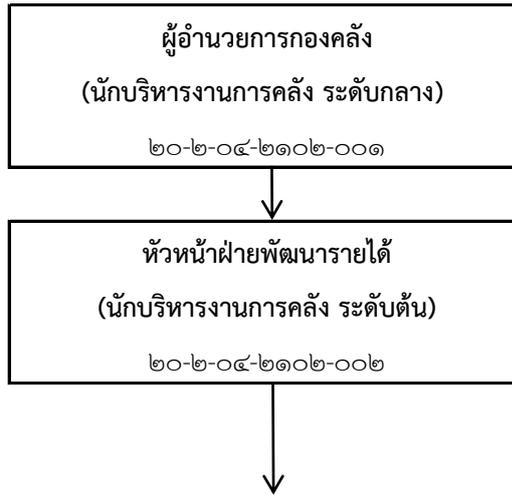 ผู้อำนวยการกองคลัง
(นักบริหารงานการคลัง ระดับกลาง)
๒๐-๒-๐๔-๒๑๐๒-๐๐๑
หัวหน้าฝ่ายพัฒนารายได้
(นักบริหารงานการคลัง ระดับต้น)
๒๐-๒-๐๔-๒๑๐๒-๐๐๒